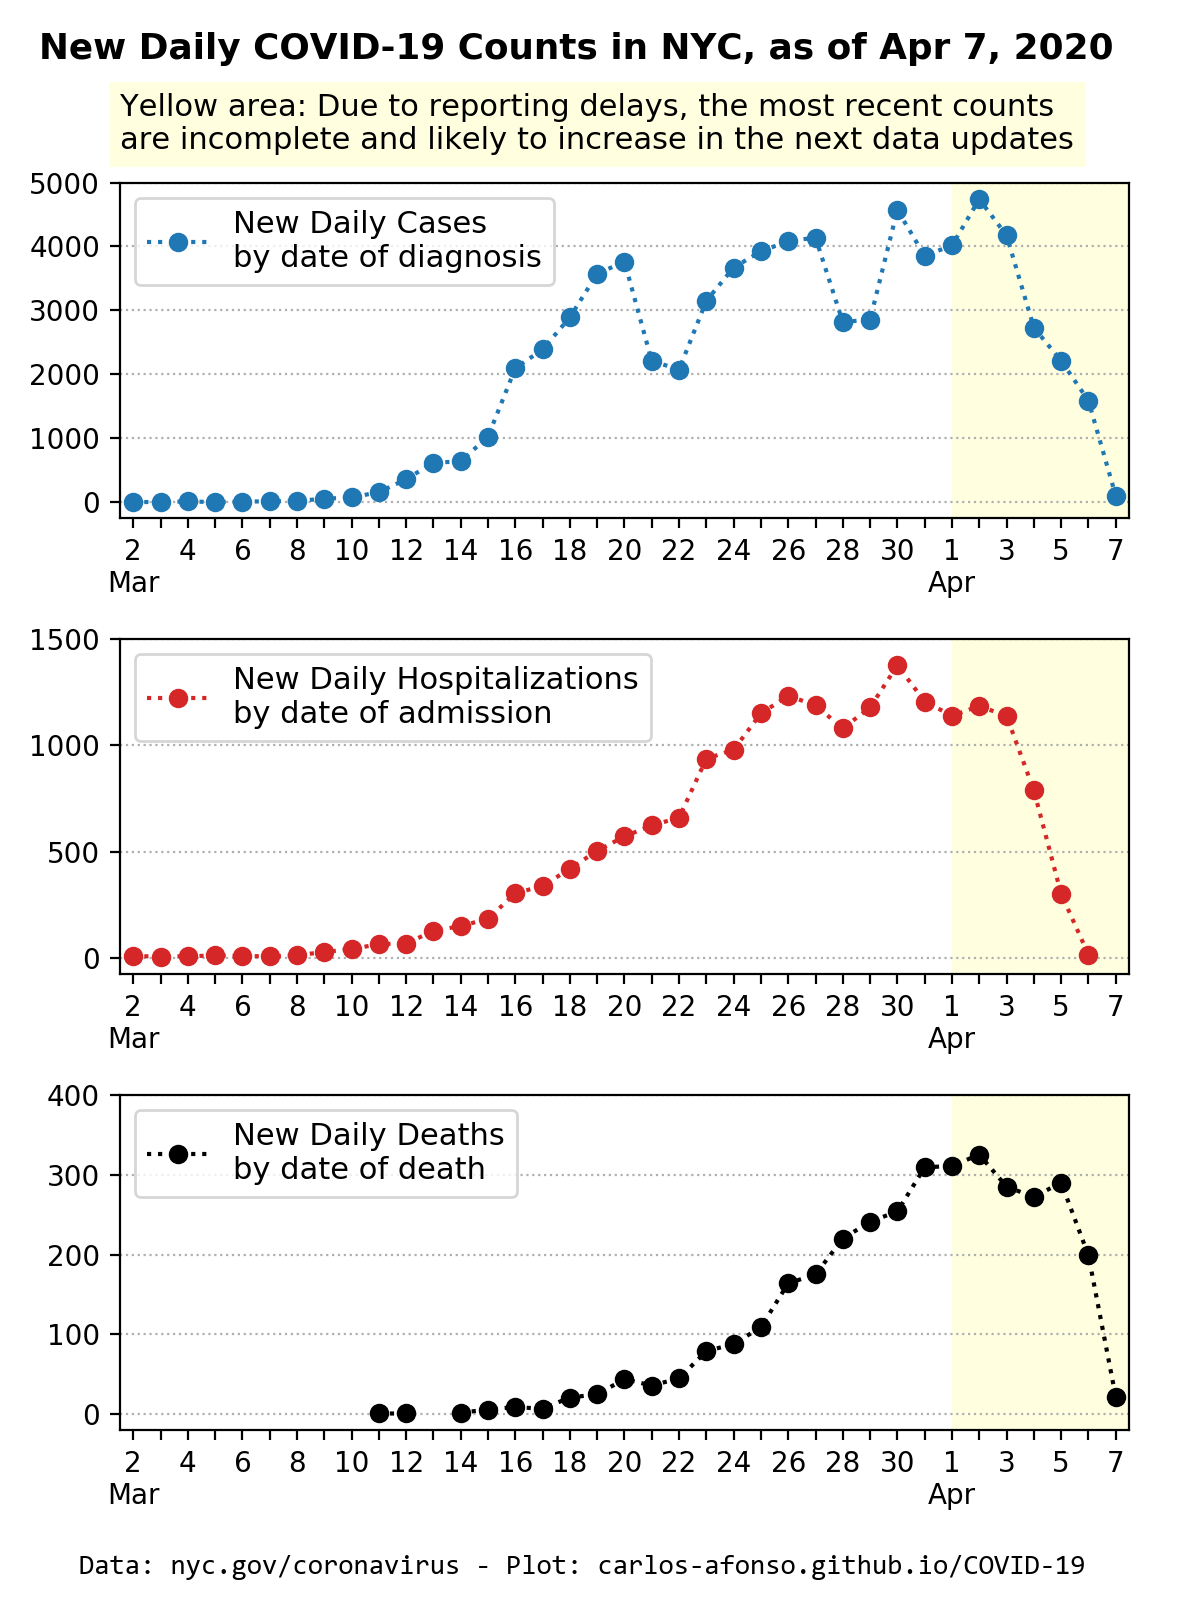 New Daily COVID-19 Counts in NYC, as of Apr 7, 2020
Yellow area: Due to reporting delays, the most recent counts
are incomplete and likely to increase in the next data updates
5000
4000
3000
2000
1000
0
New Daily Cases
by date of diagnosis
2 4 6 8 10 12 14 16 18 20 22 24 26 28 30 1 3 5 7
Mar Apr
1500
1000
500
0
New Daily Hospitalizations
by date of admission
2 4 6 8 10 12 14 16 18 20 22 24 26 28 30 1 3 5 7
Mar Apr
400
300
200
100
0
New Daily Deaths
by date of death
2 4 6 8 10 12 14 16 18 20 22 24 26 28 30 1 3 5 7
Mar Apr
Data: nyc.gov/coronavirus - Plot: carlos-afonso.github.io/COVID-19